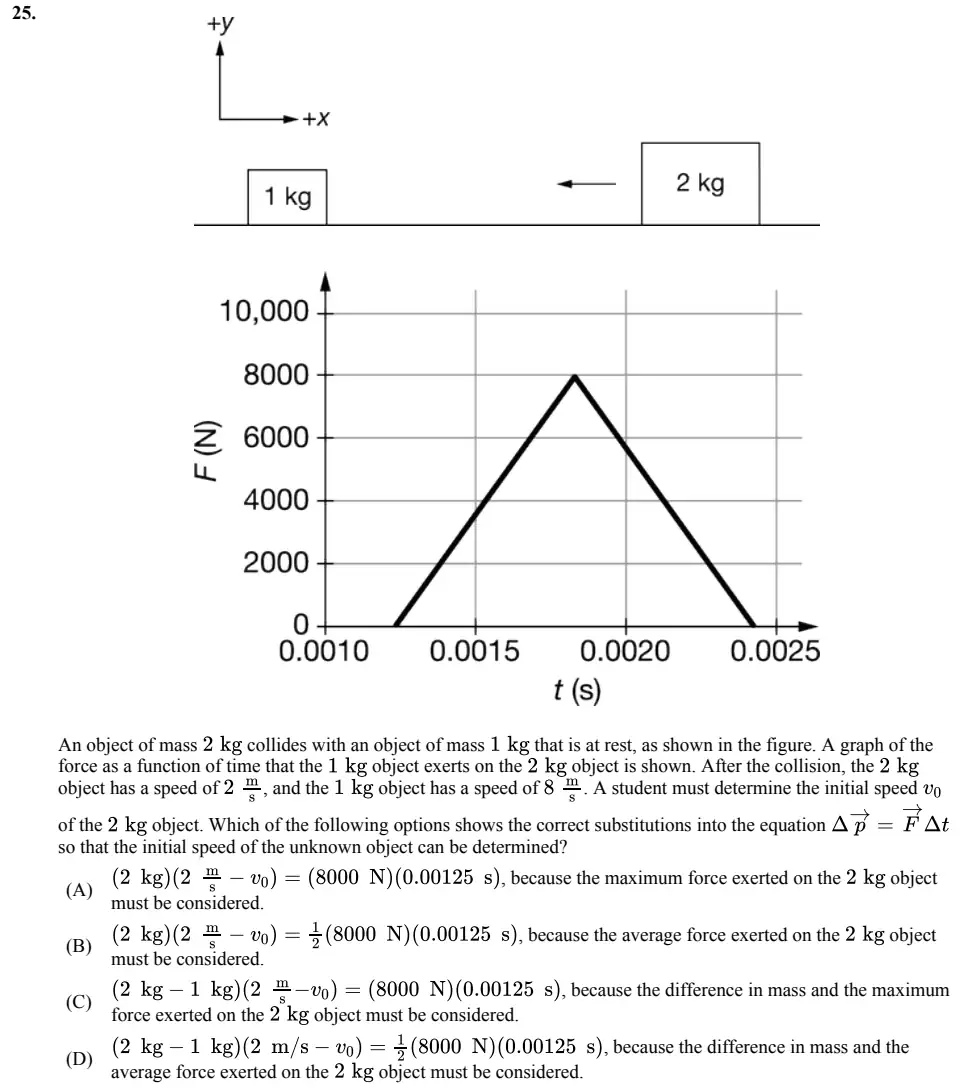 25.
+y
+x
1 kg
2 kg
10,000
8000
6000
4000
2000
0
F (N)
0.0010 0.0015 0.0020 0.0025
t (s)
An object of mass 2 kg collides with an object of mass 1 kg that is at rest, as shown in the figure. A graph of the
force as a function of time that the 1 kg object exerts on the 2 kg object is shown. After the collision, the 2 kg
object has a speed of 2 m/s, and the 1 kg object has a speed of 8 m/s. A student must determine the initial speed v₀
of the 2 kg object. Which of the following options shows the correct substitutions into the equation Δp⃗ = F⃗Δt
so that the initial speed of the unknown object can be determined?
(A) (2 kg)(2 m/s − v₀) = (8000 N)(0.00125 s), because the maximum force exerted on the 2 kg object
must be considered.
(B) (2 kg)(2 m/s − v₀) = 1/2(8000 N)(0.00125 s), because the average force exerted on the 2 kg object
must be considered.
(C) (2 kg − 1 kg)(2 m/s −v₀) = (8000 N)(0.00125 s), because the difference in mass and the maximum
force exerted on the 2 kg object must be considered.
(D) (2 kg − 1 kg)(2 m/s − v₀) = 1/2(8000 N)(0.00125 s), because the difference in mass and the
average force exerted on the 2 kg object must be considered.